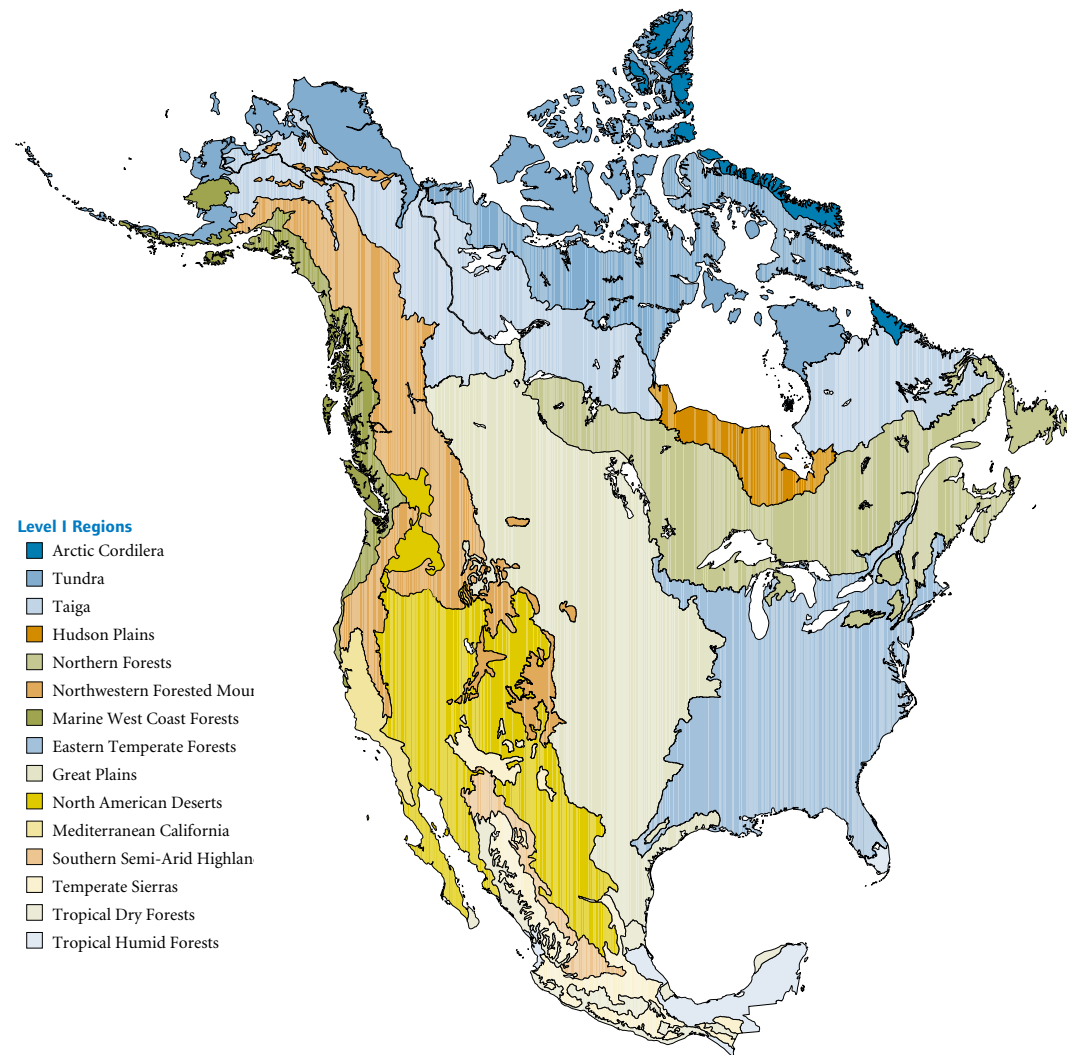 Level I Regions
Arctic Cordilera
Tundra
Taiga
Hudson Plains
Northern Forests
Northwestern Forested Mou
Marine West Coast Forests
Eastern Temperate Forests
Great Plains
North American Deserts
Mediterranean California
Southern Semi-Arid Highlan
Temperate Sierras
Tropical Dry Forests
Tropical Humid Forests